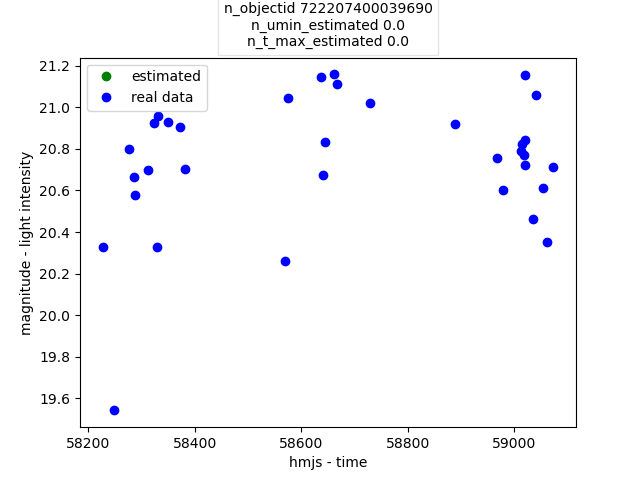 n_objectid 722207400039690
n_umin_estimated 0.0
n_t_max_estimated 0.0
estimated
real data
21.2
21.0
20.8
20.6
20.4
20.2
20.0
19.8
19.6
magnitude - light intensity
58200 58400 58600 58800 59000
hmjs - time